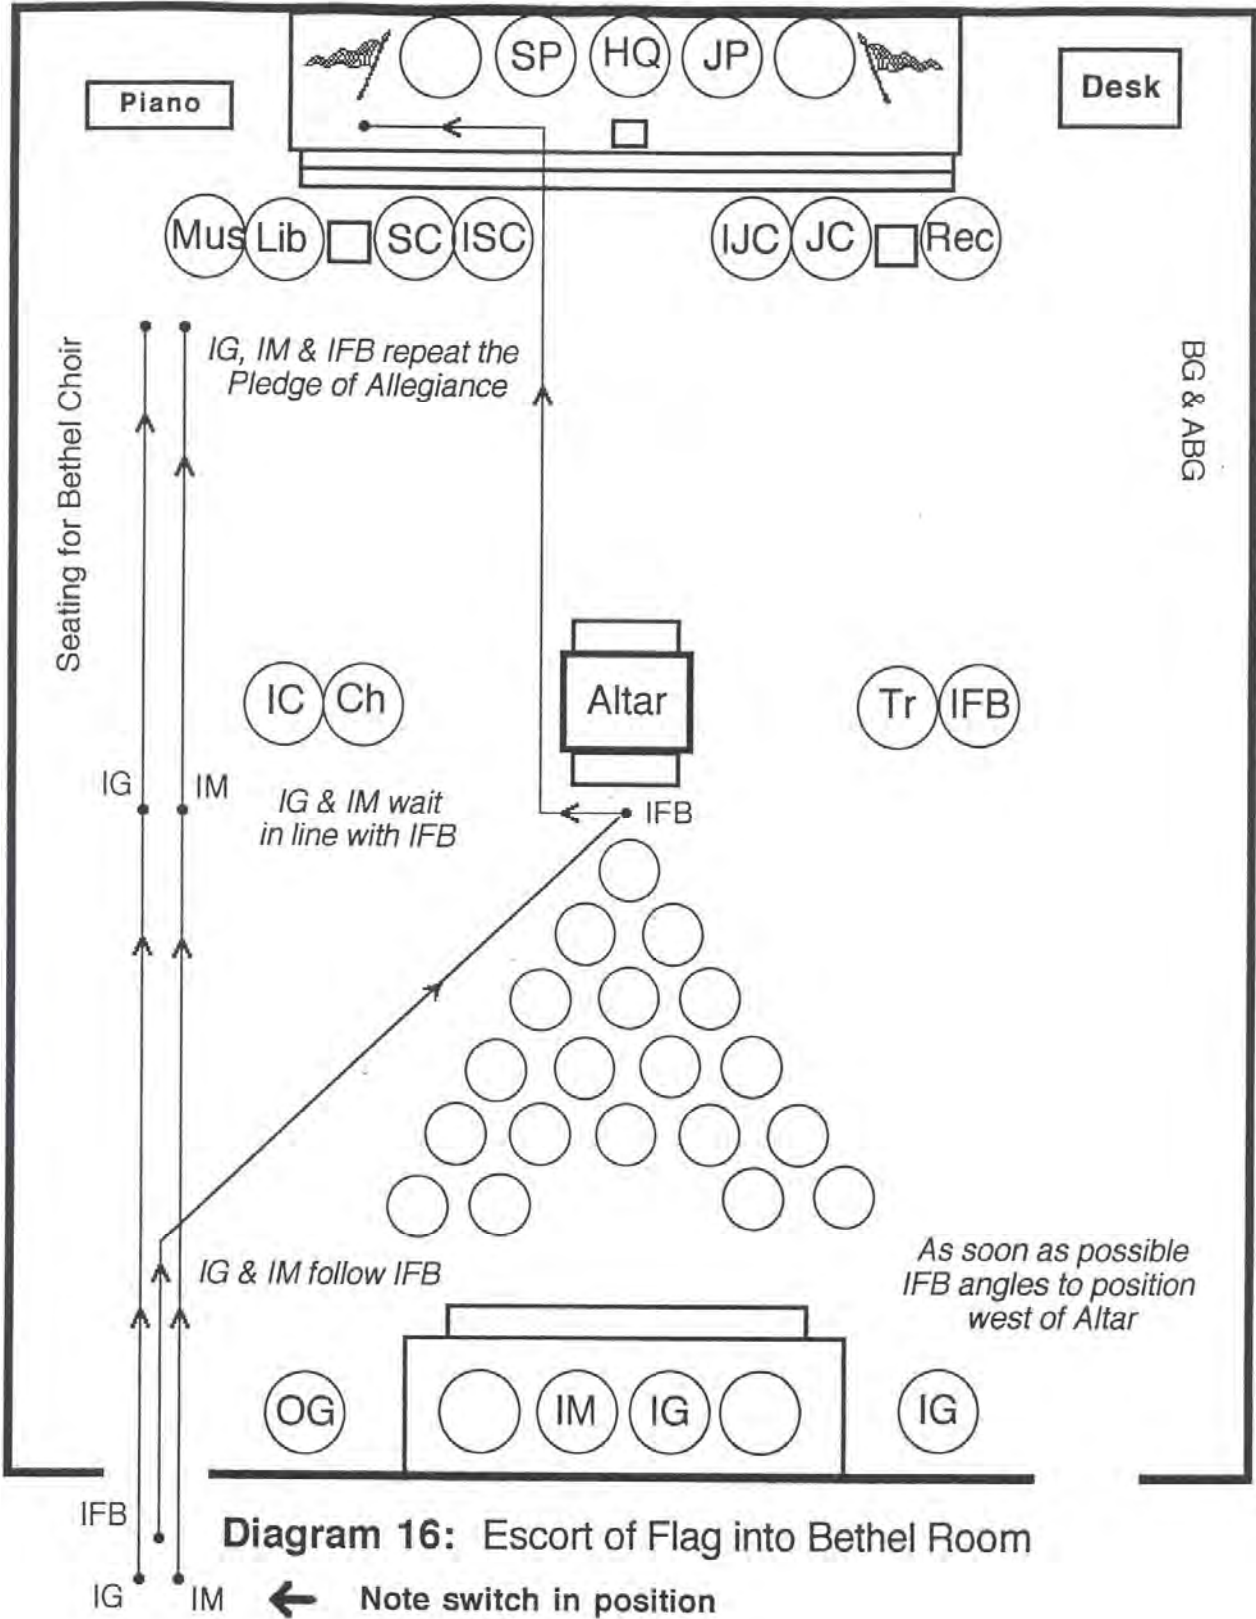 SP HQ JP
Piano
Desk
Mus Lib SC ISC IJC JC Rec
Seating for Bethel Choir
IG, IM & IFB repeat the
Pledge of Allegiance
BG & ABG
IC Ch Altar Tr IFB
IG IM
IG & IM wait
in line with IFB
IFB
IG & IM follow IFB
As soon as possible
IFB angles to position
west of Altar
OG IM IG IG
IFB
Diagram 16: Escort of Flag into Bethel Room
IG IM ← Note switch in position